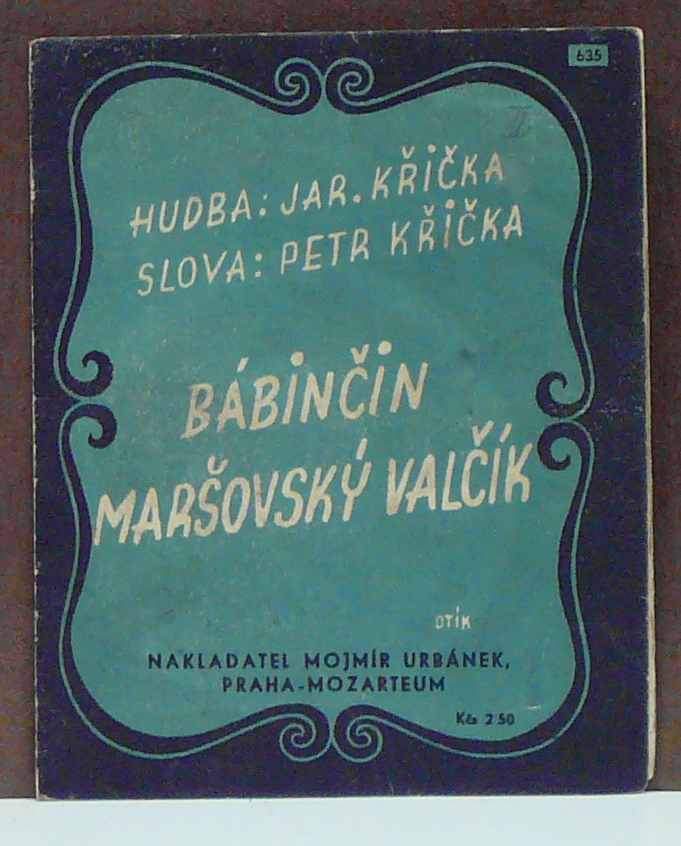 635
II
HUDBA: JAR. KŘIČKA
SLOVA: PETR KŘIČKA
BÁBINČIN
MARŠOVSKÝ VALČÍK
OTÍK
NAKLADATEL MOJMÍR URBÁNEK,
PRAHA-MOZARTEUM
Kčs 2·50